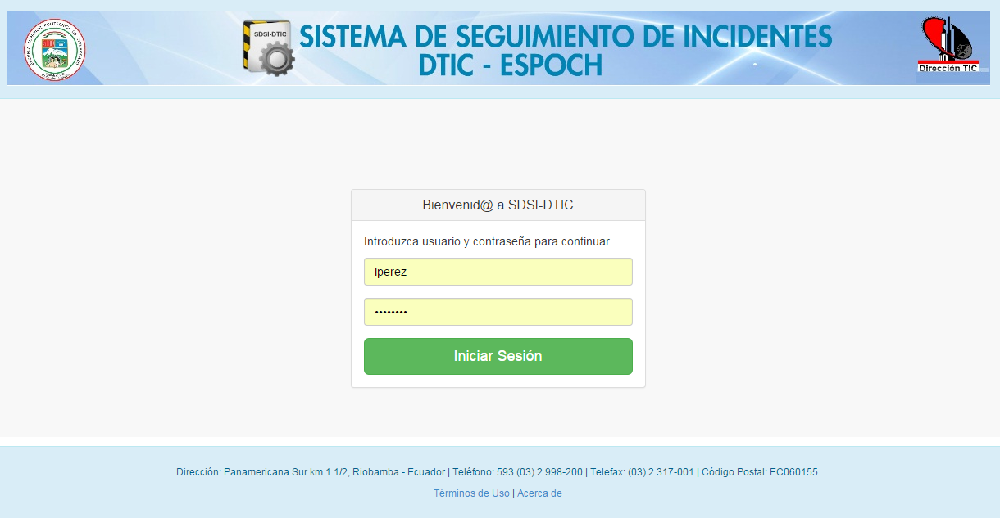 SDSI-DTIC
SISTEMA DE SEGUIMIENTO DE INCIDENTES
DTIC - ESPOCH
Dirección TIC
Bienvenid@ a SDSI-DTIC
Introduzca usuario y contraseña para continuar.
lperez
••••••••
Iniciar Sesión
Dirección: Panamericana Sur km 1 1/2, Riobamba - Ecuador | Teléfono: 593 (03) 2 998-200 | Telefax: (03) 2 317-001 | Código Postal: EC060155
Términos de Uso | Acerca de